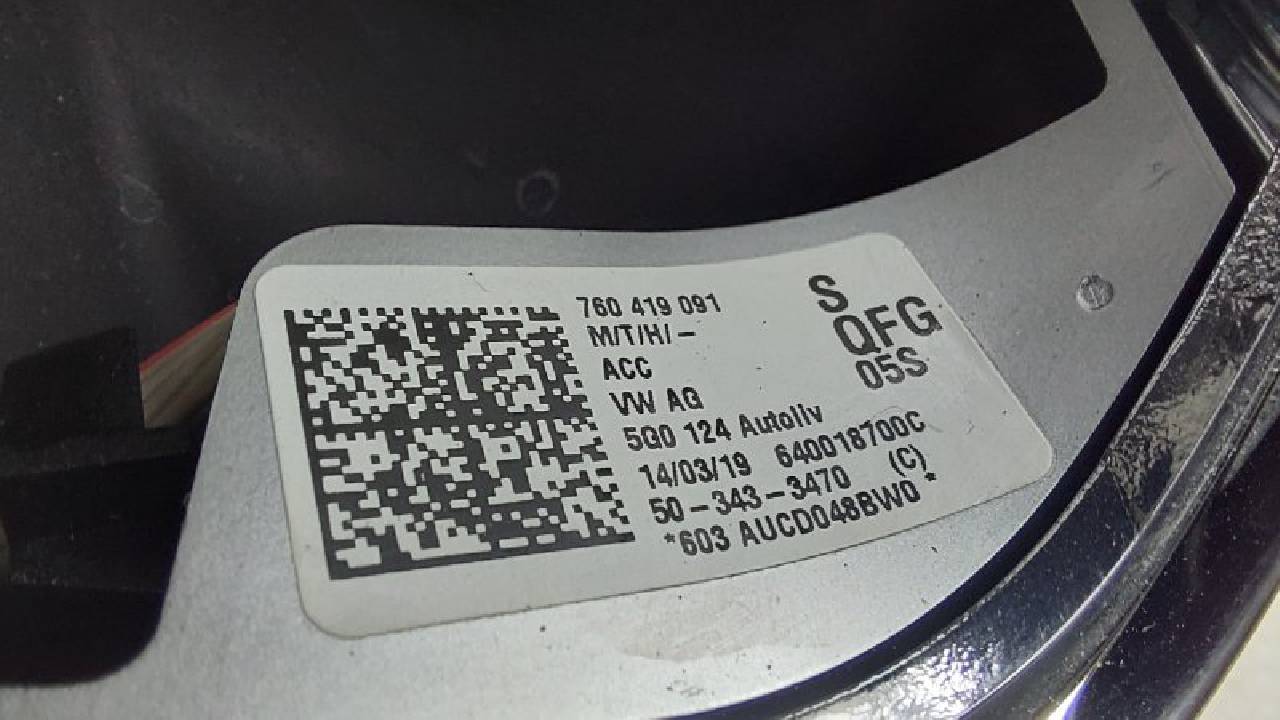 760 419 091
M/T/H/-
ACC
VW AG
5G0 124 Autoliv
14/03/19 640018700C
50-343-3470 (C)
*603 AUCD048BW0*
S
QFG
05S